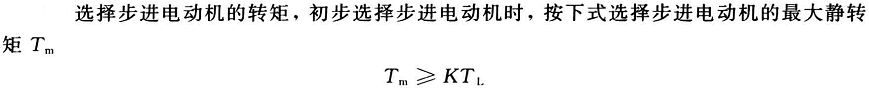 选择步进电动机的转矩，初步选择步进电动机时，按下式选择步进电动机的最大静转
矩 Tₘ
Tₘ ⩾ KT_L